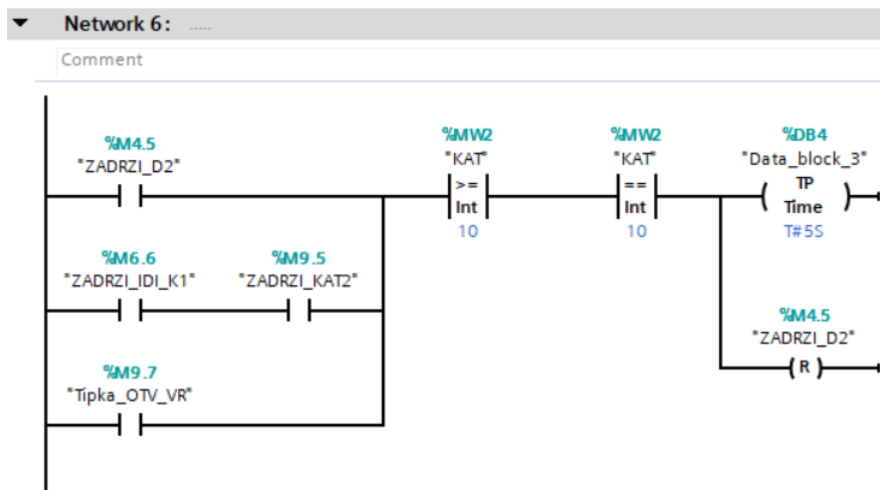 Network 6: .....
Comment
%M4.5
"ZADRZI_D2"
%MW2
"KAT"
>=
Int
10
%MW2
"KAT"
==
Int
10
%DB4
"Data_block_3"
TP
Time
T#5S
%M6.6
"ZADRZI_IDI_K1"
%M9.5
"ZADRZI_KAT2"
%M4.5
"ZADRZI_D2"
R
%M9.7
"Tipka_OTV_VR"